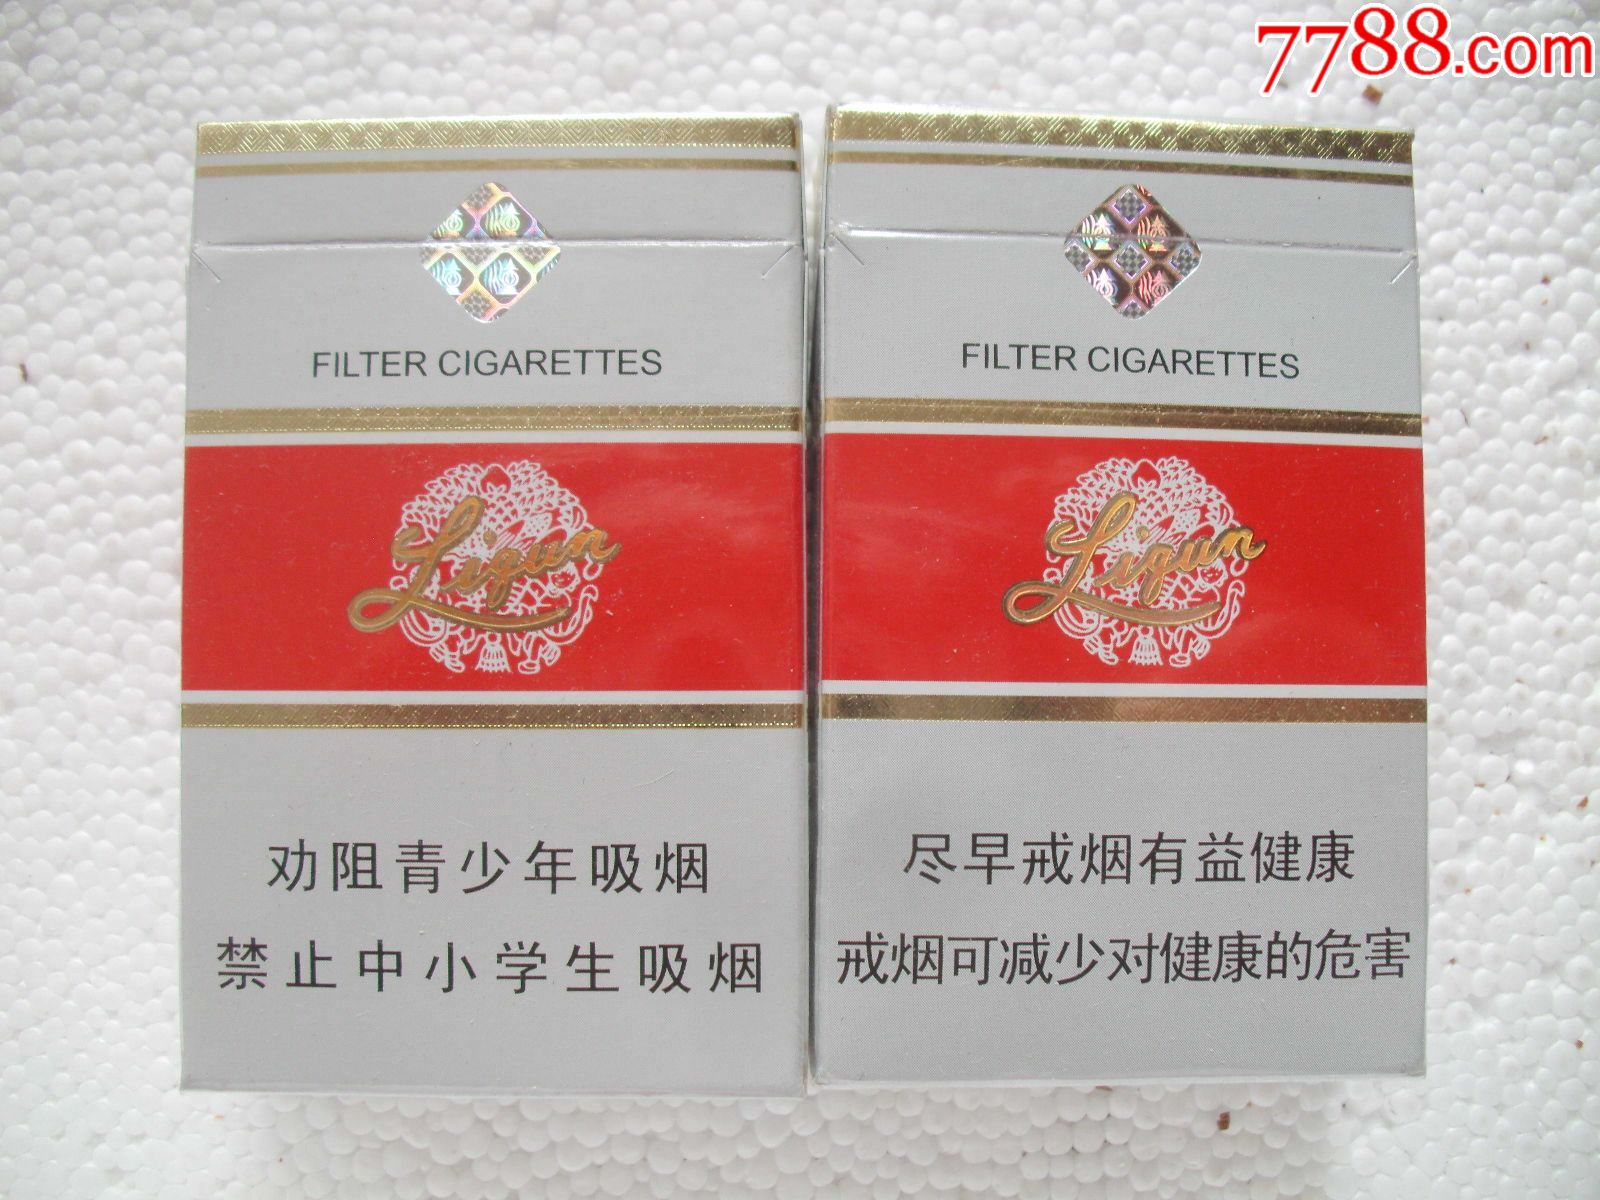 7788.com
FILTER CIGARETTES
Liqun
劝阻青少年吸烟
禁止中小学生吸烟
FILTER CIGARETTES
Liqun
尽早戒烟有益健康
戒烟可减少对健康的危害